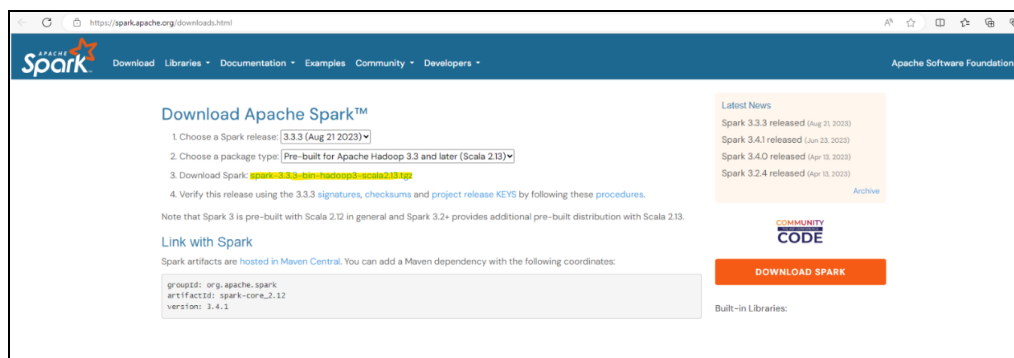 https://spark.apache.org/downloads.html
APACHE
Spark
Download Libraries Documentation Examples Community Developers Apache Software Foundation
Download Apache Spark™
1. Choose a Spark release: 3.3.3 (Aug 21 2023)
2. Choose a package type: Pre-built for Apache Hadoop 3.3 and later (Scala 2.13)
3. Download Spark: spark-3.3.3-bin-hadoop3-scala2.13.tgz
4. Verify this release using the 3.3.3 signatures, checksums and project release KEYS by following these procedures.
Note that Spark 3 is pre-built with Scala 2.12 in general and Spark 3.2+ provides additional pre-built distribution with Scala 2.13.
Link with Spark
Spark artifacts are hosted in Maven Central. You can add a Maven dependency with the following coordinates:
groupId: org.apache.spark
artifactId: spark-core_2.12
version: 3.4.1
Latest News
Spark 3.3.3 released (Aug 21, 2023)
Spark 3.4.1 released (Jun 23, 2023)
Spark 3.4.0 released (Apr 13, 2023)
Spark 3.2.4 released (Apr 13, 2023)
Archive
COMMUNITY
CODE
DOWNLOAD SPARK
Built-in Libraries: